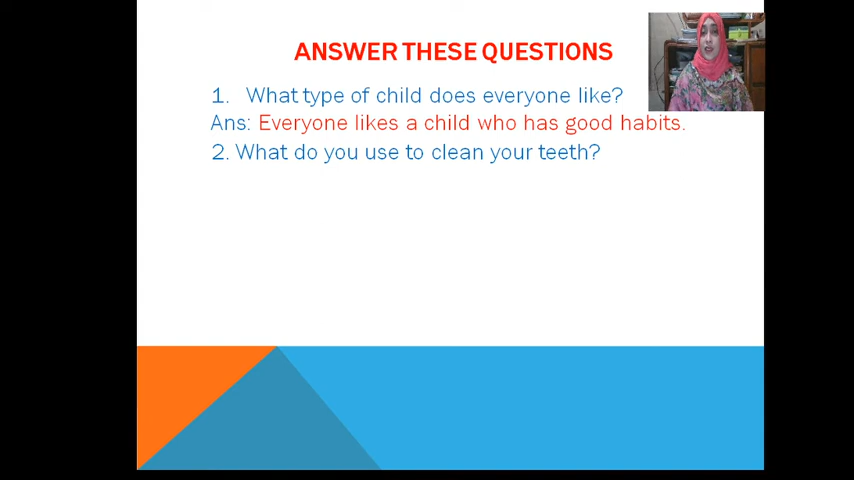 ANSWER THESE QUESTIONS
1. What type of child does everyone like?
Ans: Everyone likes a child who has good habits.
2. What do you use to clean your teeth?